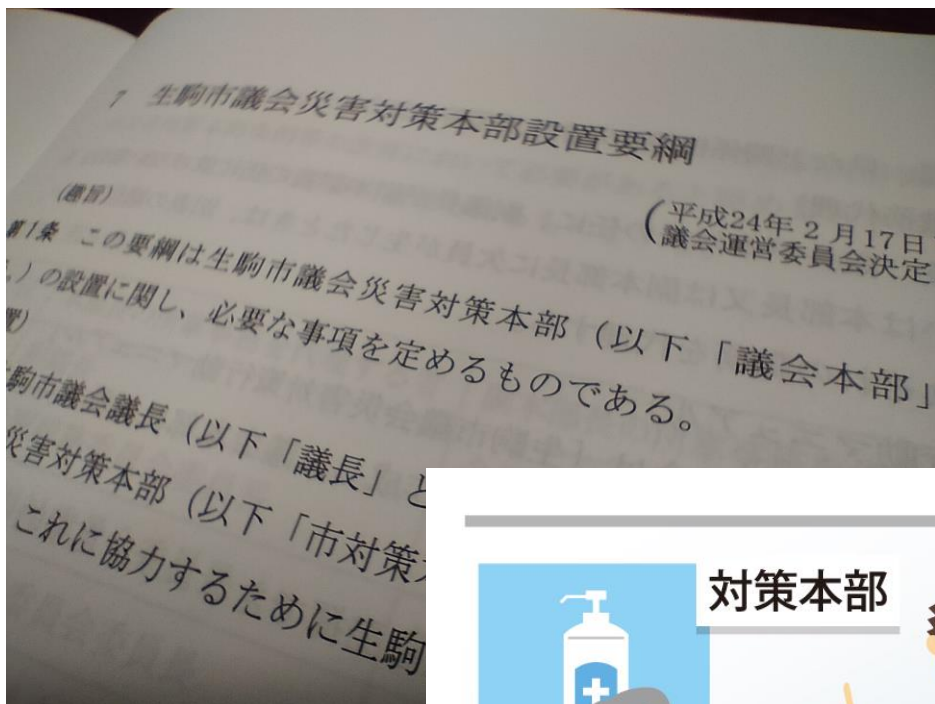 7 生駒市議会災害対策本部設置要綱
(平成24年2月17日
議会運営委員会決定
(趣旨)
第1条 この要綱は生駒市議会災害対策本部(以下「議会本部」
。)の設置に関し、必要な事項を定めるものである。
置)
駒市議会議長(以下「議長」と
災害対策本部(以下「市対策
これに協力するために生駒
対策本部